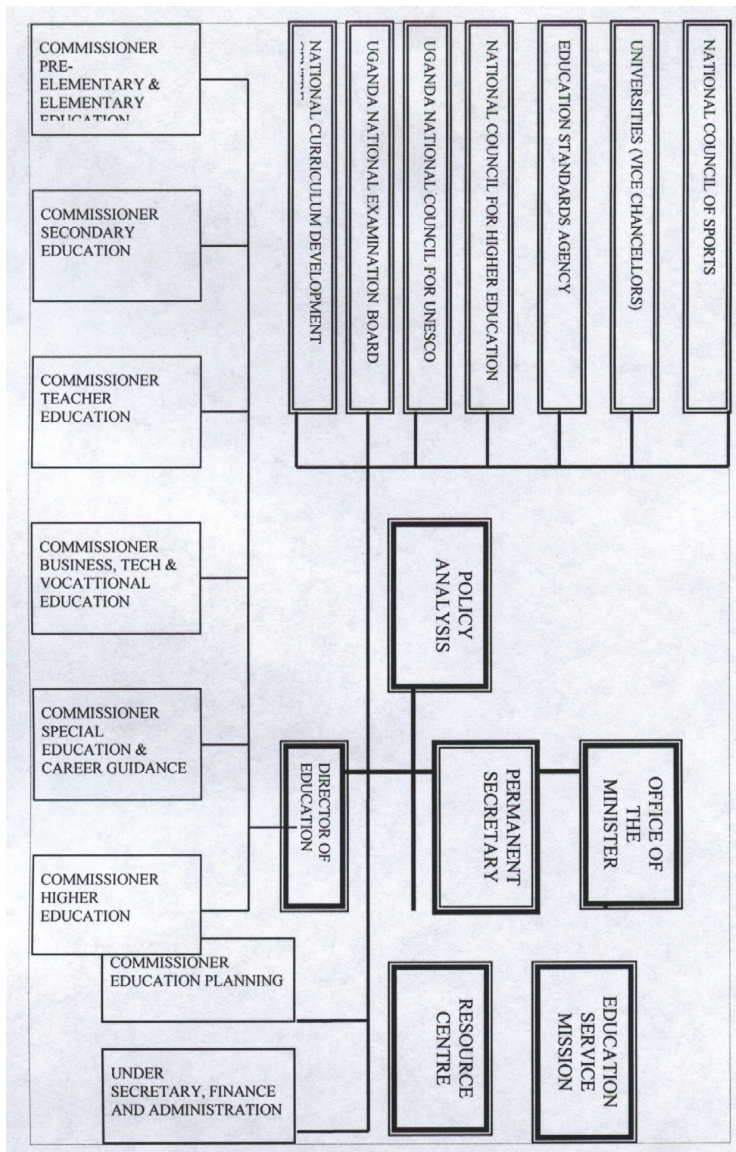 COMMISSIONER
PRE-
ELEMENTARY &
ELEMENTARY
EDUCATION
COMMISSIONER
SECONDARY
EDUCATION
COMMISSIONER
TEACHER
EDUCATION
COMMISSIONER
BUSINESS, TECH &
VOCATTIONAL
EDUCATION
COMMISSIONER
SPECIAL
EDUCATION &
CAREER GUIDANCE
COMMISSIONER
HIGHER
EDUCATION
COMMISSIONER
EDUCATION PLANNING
UNDER
SECRETARY, FINANCE
AND ADMINISTRATION
NATIONAL COUNCIL OF SPORTS
UNIVERSITIES (VICE CHANCELLORS)
EDUCATION STANDARDS AGENCY
NATIONAL COUNCIL FOR HIGHER EDUCATION
UGANDA NATIONAL COUNCIL FOR UNESCO
UGANDA NATIONAL EXAMINATION BOARD
NATIONAL CURRICULUM DEVELOPMENT
POLICY
ANALYSIS
OFFICE OF
THE
MINISTER
PERMANENT
SECRETARY
DIRECTOR OF
EDUCATION
EDUCATION
SERVICE
MISSION
RESOURCE
CENTRE